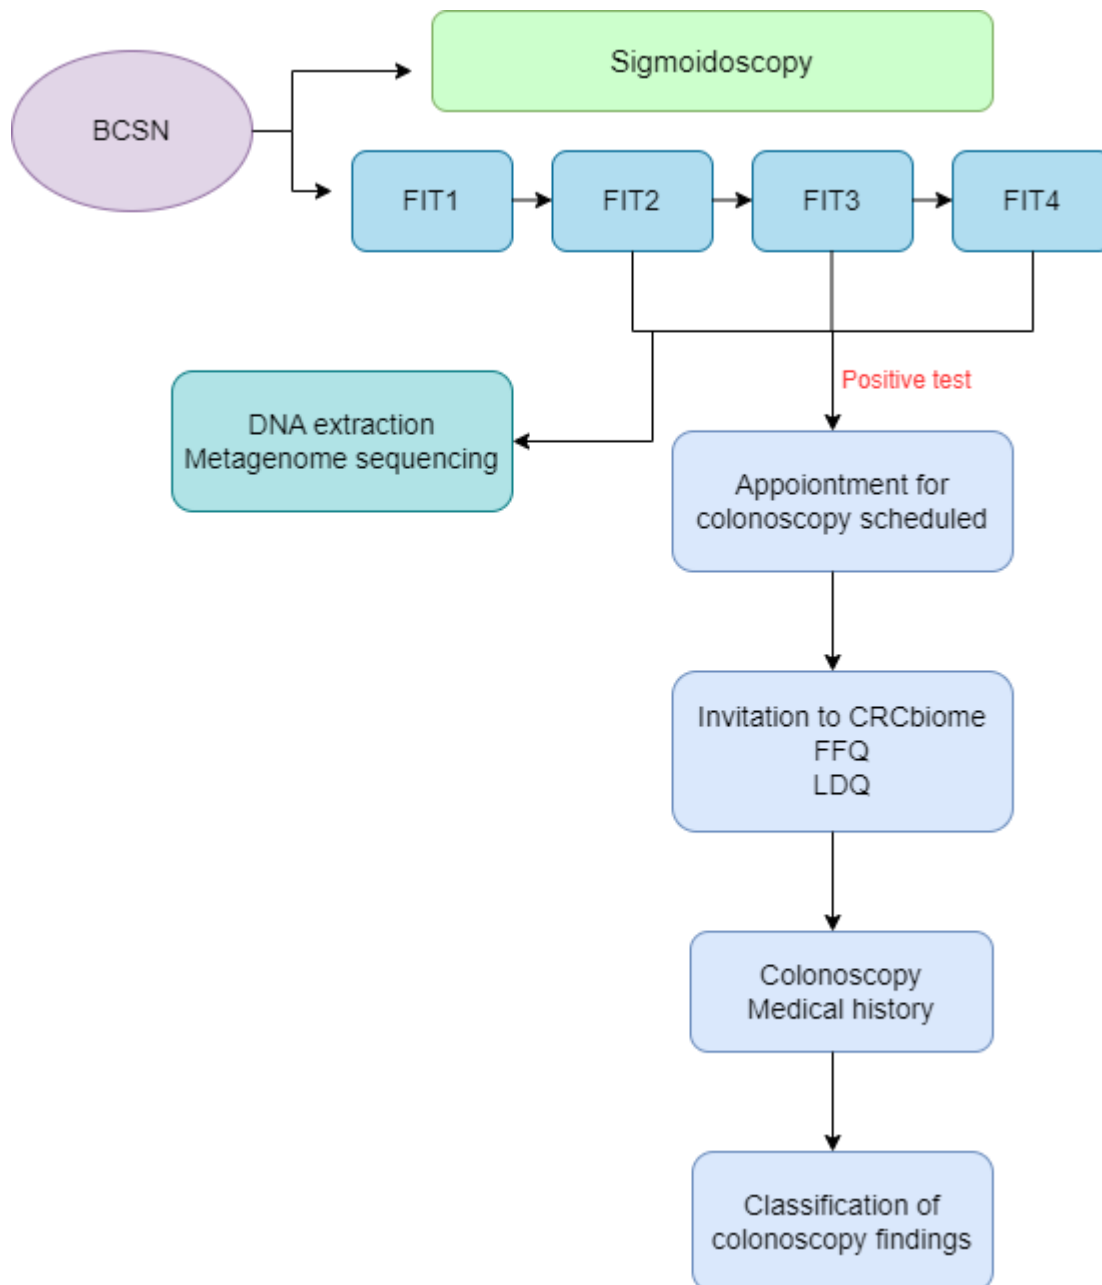 BCSN
Sigmoidoscopy
FIT1
FIT2
FIT3
FIT4
Positive test
DNA extraction
Metagenome sequencing
Appoiontment for
colonoscopy scheduled
Invitation to CRCbiome
FFQ
LDQ
Colonoscopy
Medical history
Classification of
colonoscopy findings